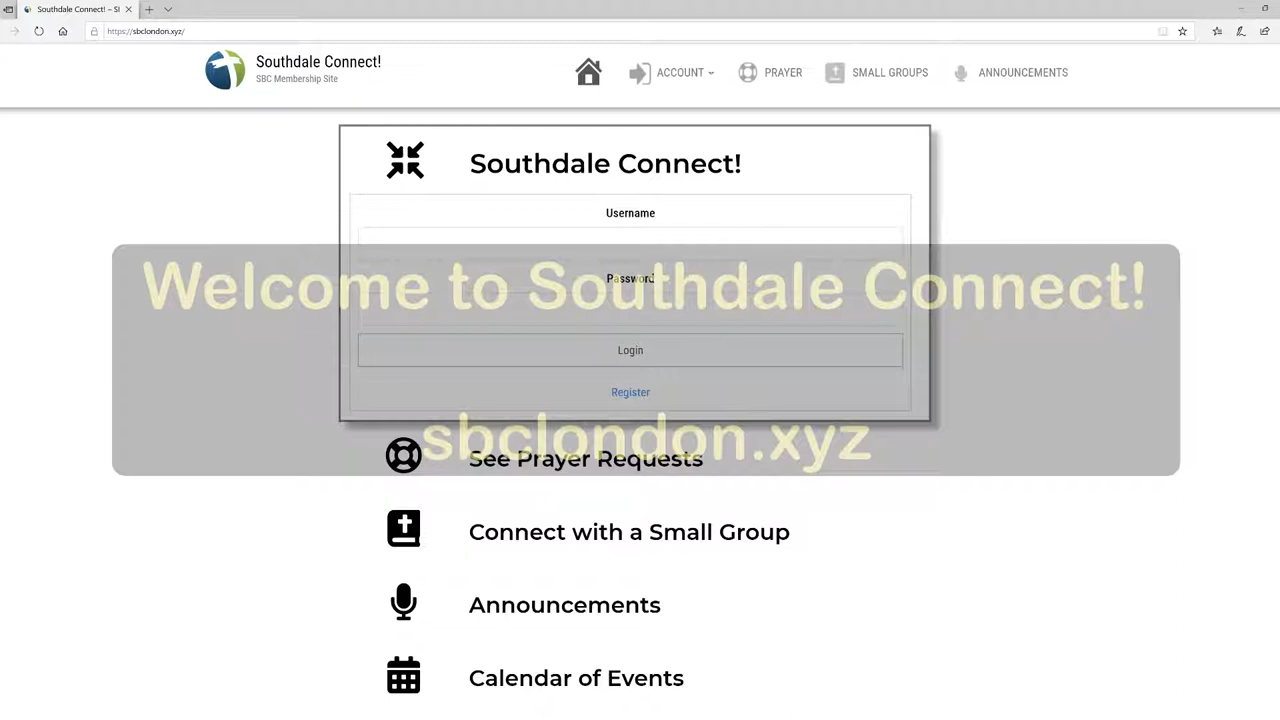 Southdale Connect! – SI
https://sbclondon.xyz/
Southdale Connect!
SBC Membership Site
ACCOUNT
PRAYER
SMALL GROUPS
ANNOUNCEMENTS
Southdale Connect!
Username
Welcome to Southdale Connect!
Password
Login
Register
sbclondon.xyz
See Prayer Requests
Connect with a Small Group
Announcements
Calendar of Events